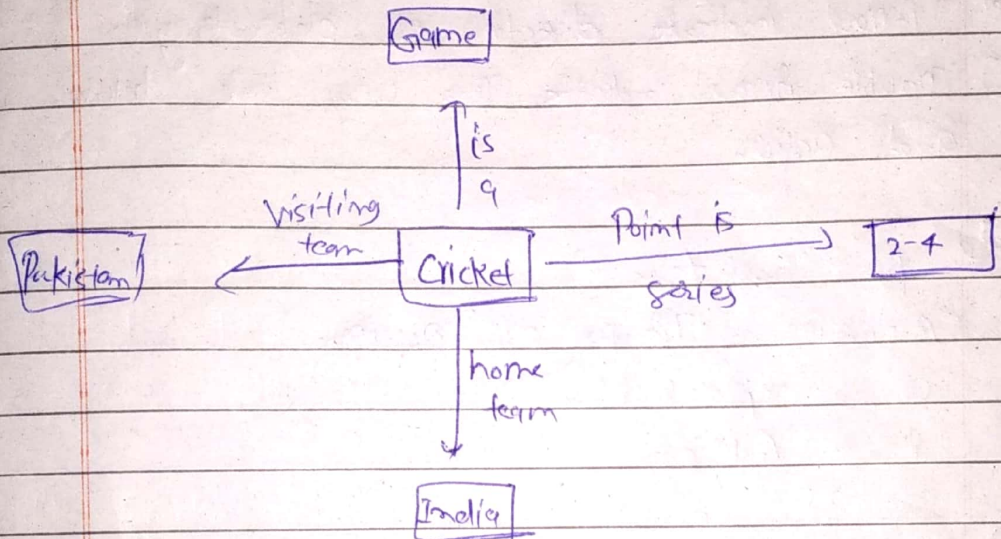 Game
is
a
Visiting
team
Pakistan
Cricket
Point is
series
2-4
home
team
India